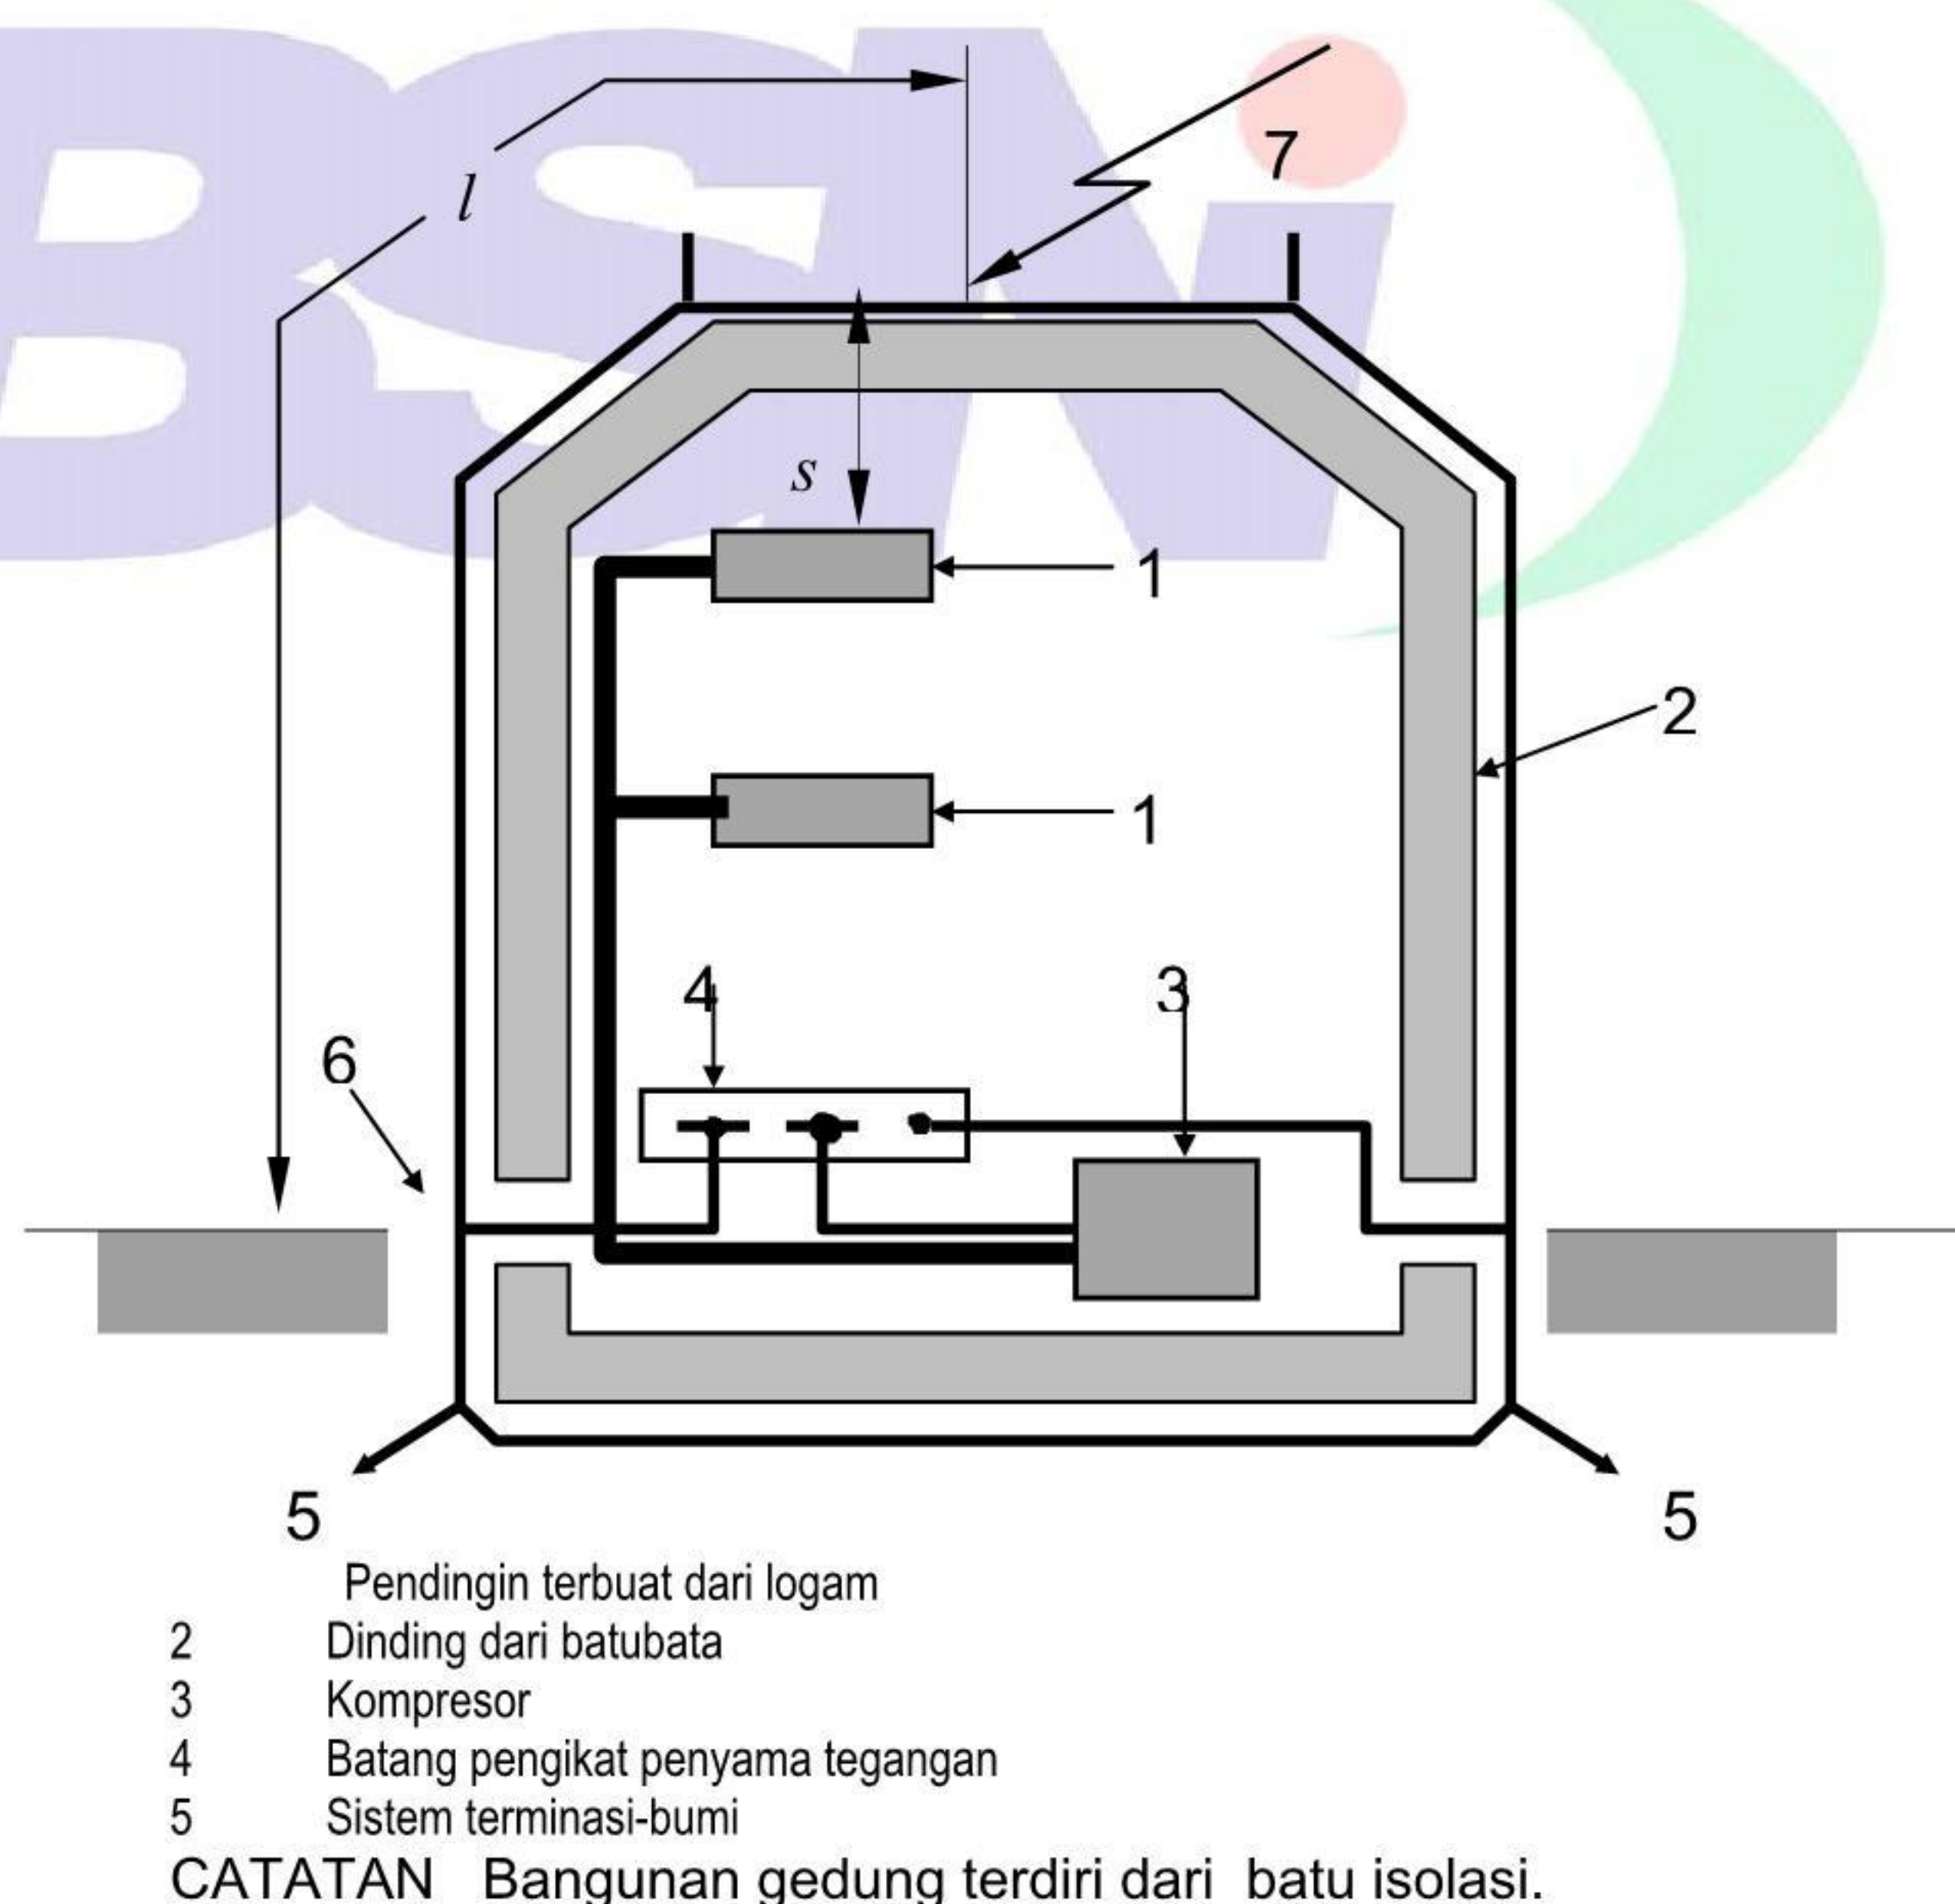 BSNi
l
7
s
1
2
1
4
3
6
5
5
Pendingin terbuat dari logam
2 Dinding dari batubata
3 Kompresor
4 Batang pengikat penyama tegangan
5 Sistem terminasi-bumi
CATATAN Bangunan gedung terdiri dari batu isolasi.